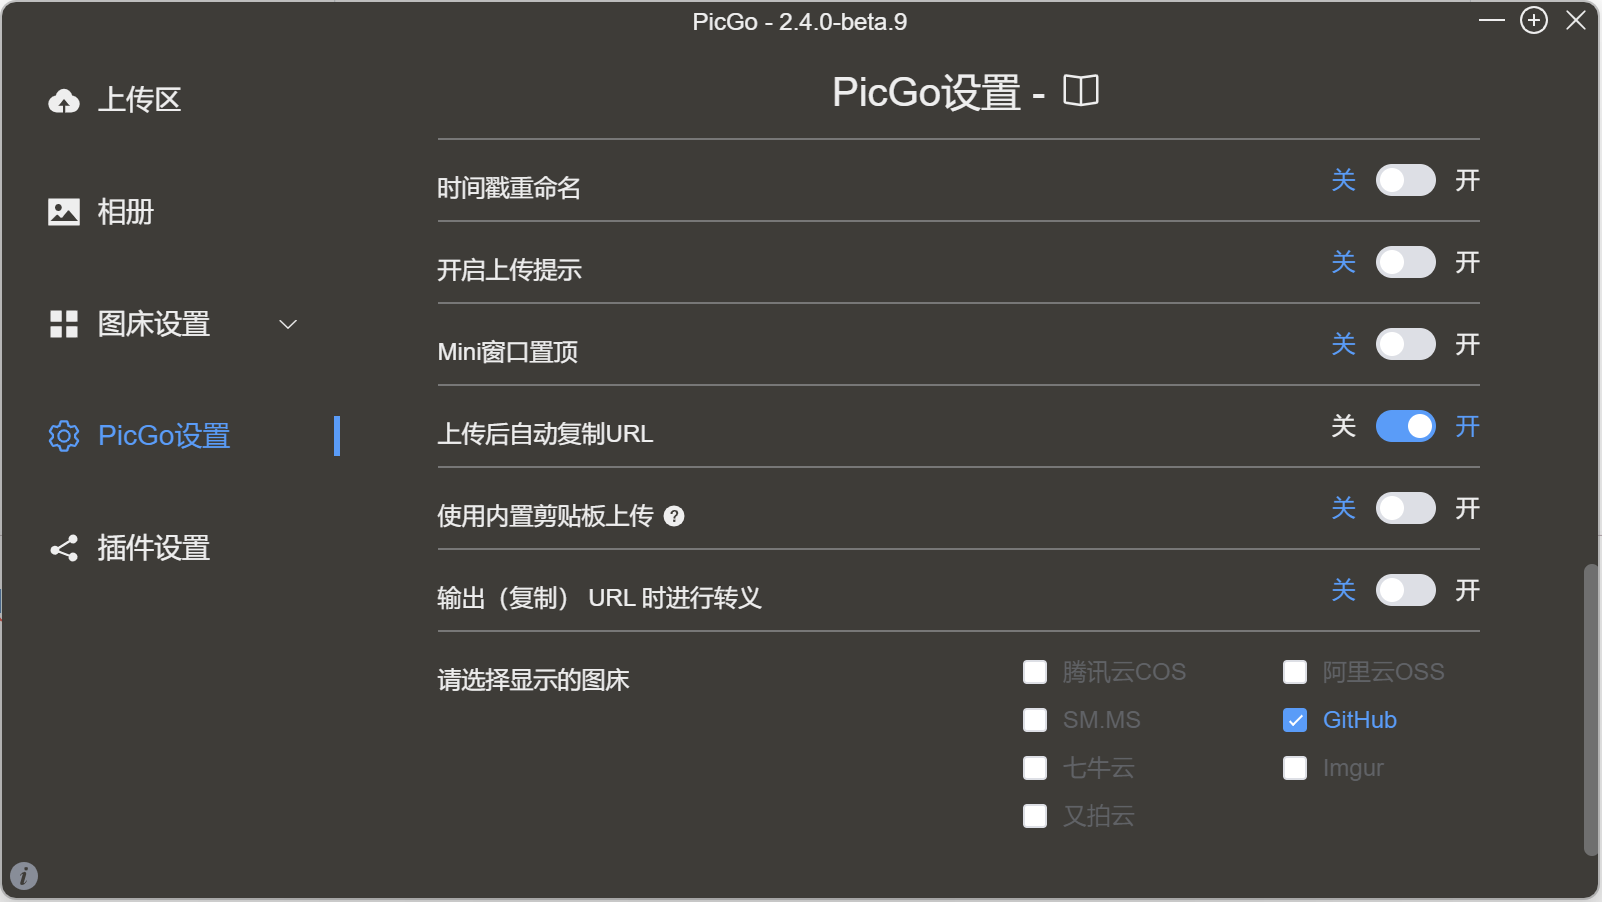 PicGo - 2.4.0-beta.9
上传区
相册
图床设置
PicGo设置
插件设置
PicGo设置 -
时间戳重命名 关 开
开启上传提示 关 开
Mini窗口置顶 关 开
上传后自动复制URL 关 开
使用内置剪贴板上传 ? 关 开
输出（复制） URL 时进行转义 关 开
请选择显示的图床
腾讯云COS 阿里云OSS
SM.MS GitHub
七牛云 Imgur
又拍云
i